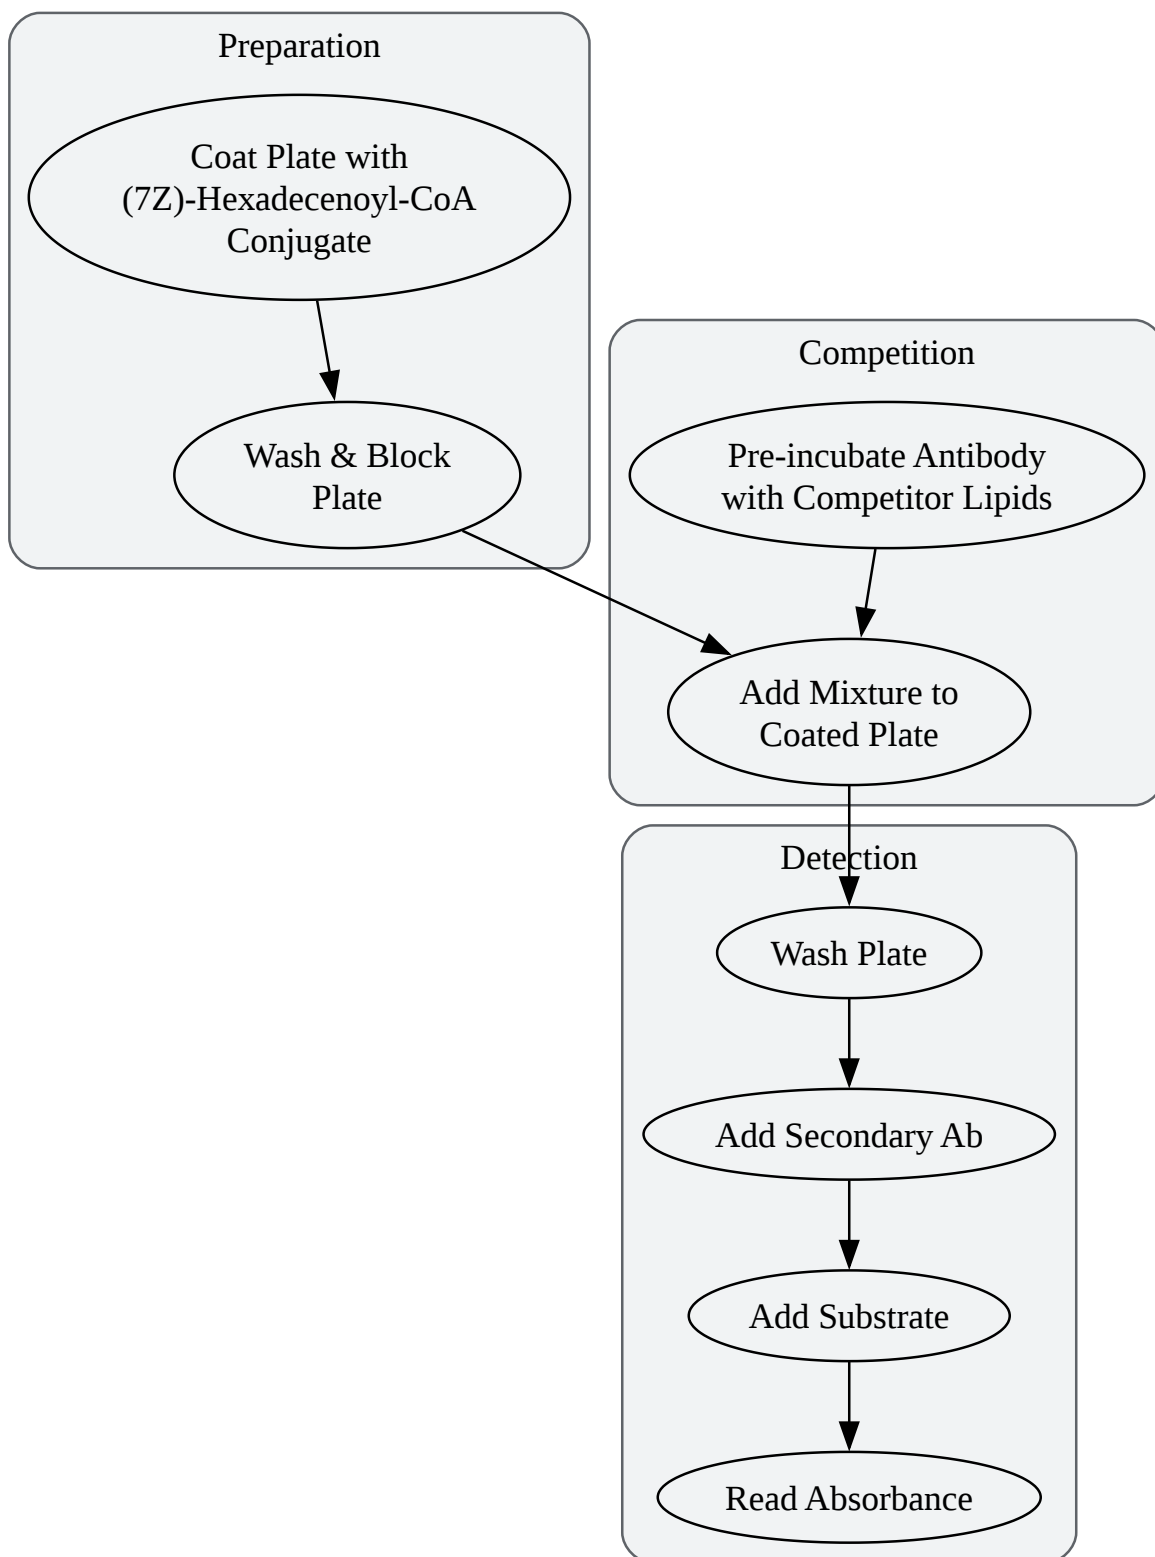 Preparation
Coat Plate with
(7Z)-Hexadecenoyl-CoA
Conjugate
Wash & Block
Plate
Competition
Pre-incubate Antibody
with Competitor Lipids
Add Mixture to
Coated Plate
Detection
Wash Plate
Add Secondary Ab
Add Substrate
Read Absorbance